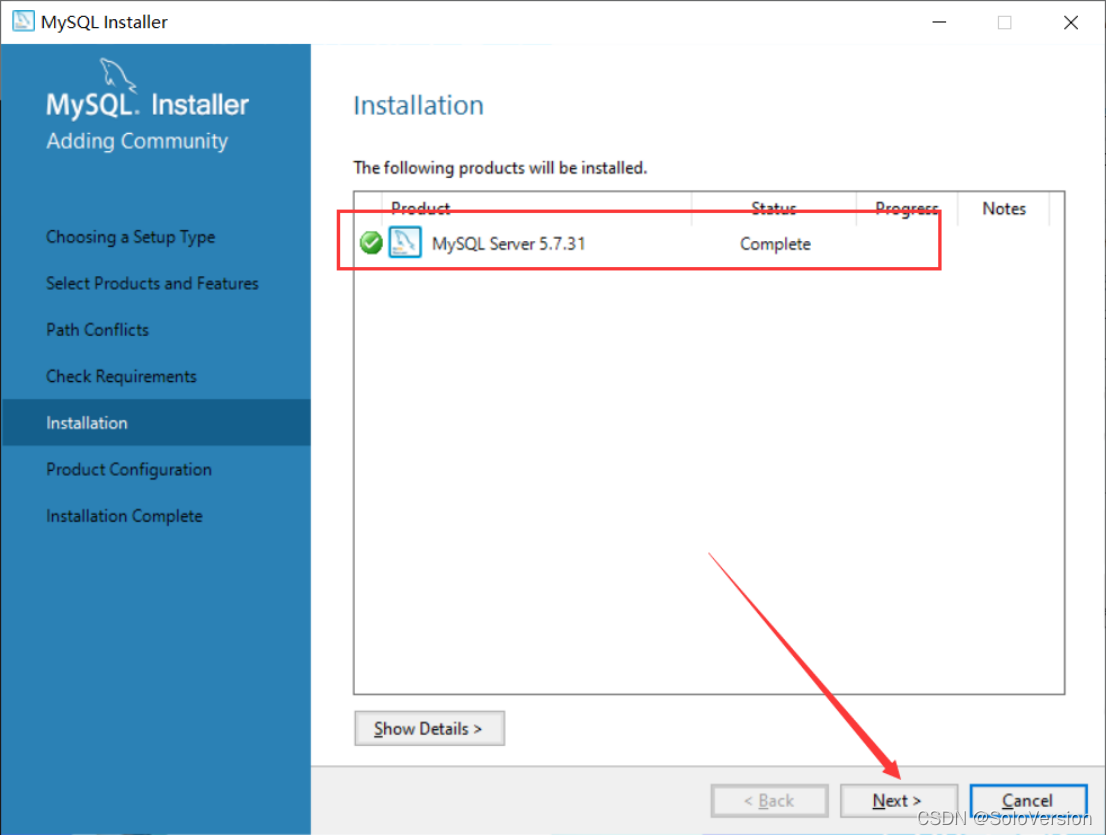 MySQL Installer
MySQL. Installer
Adding Community
Choosing a Setup Type
Select Products and Features
Path Conflicts
Check Requirements
Installation
Product Configuration
Installation Complete
Installation
The following products will be installed.
Product Status Progress Notes
MySQL Server 5.7.31 Complete
Show Details >
< Back Next > Cancel
CSDN @SoloVersion